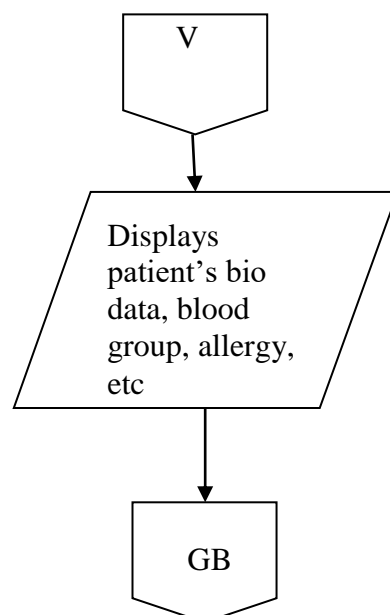 V
Displays
patient’s bio
data, blood
group, allergy,
etc
GB